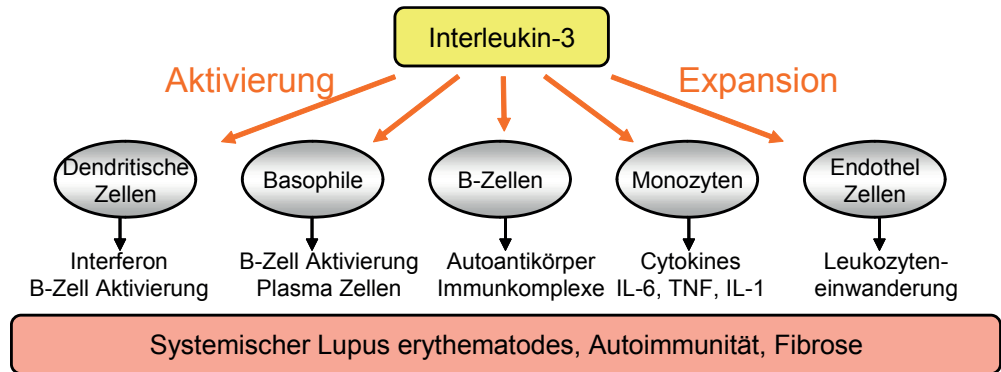 Interleukin-3
Aktivierung
Expansion
Dendritische
Zellen
Basophile
B-Zellen
Monozyten
Endothel
Zellen
Interferon
B-Zell Aktivierung
B-Zell Aktivierung
Plasma Zellen
Autoantikörper
Immunkomplexe
Cytokines
IL-6, TNF, IL-1
Leukozyten-
einwanderung
Systemischer Lupus erythematodes, Autoimmunität, Fibrose